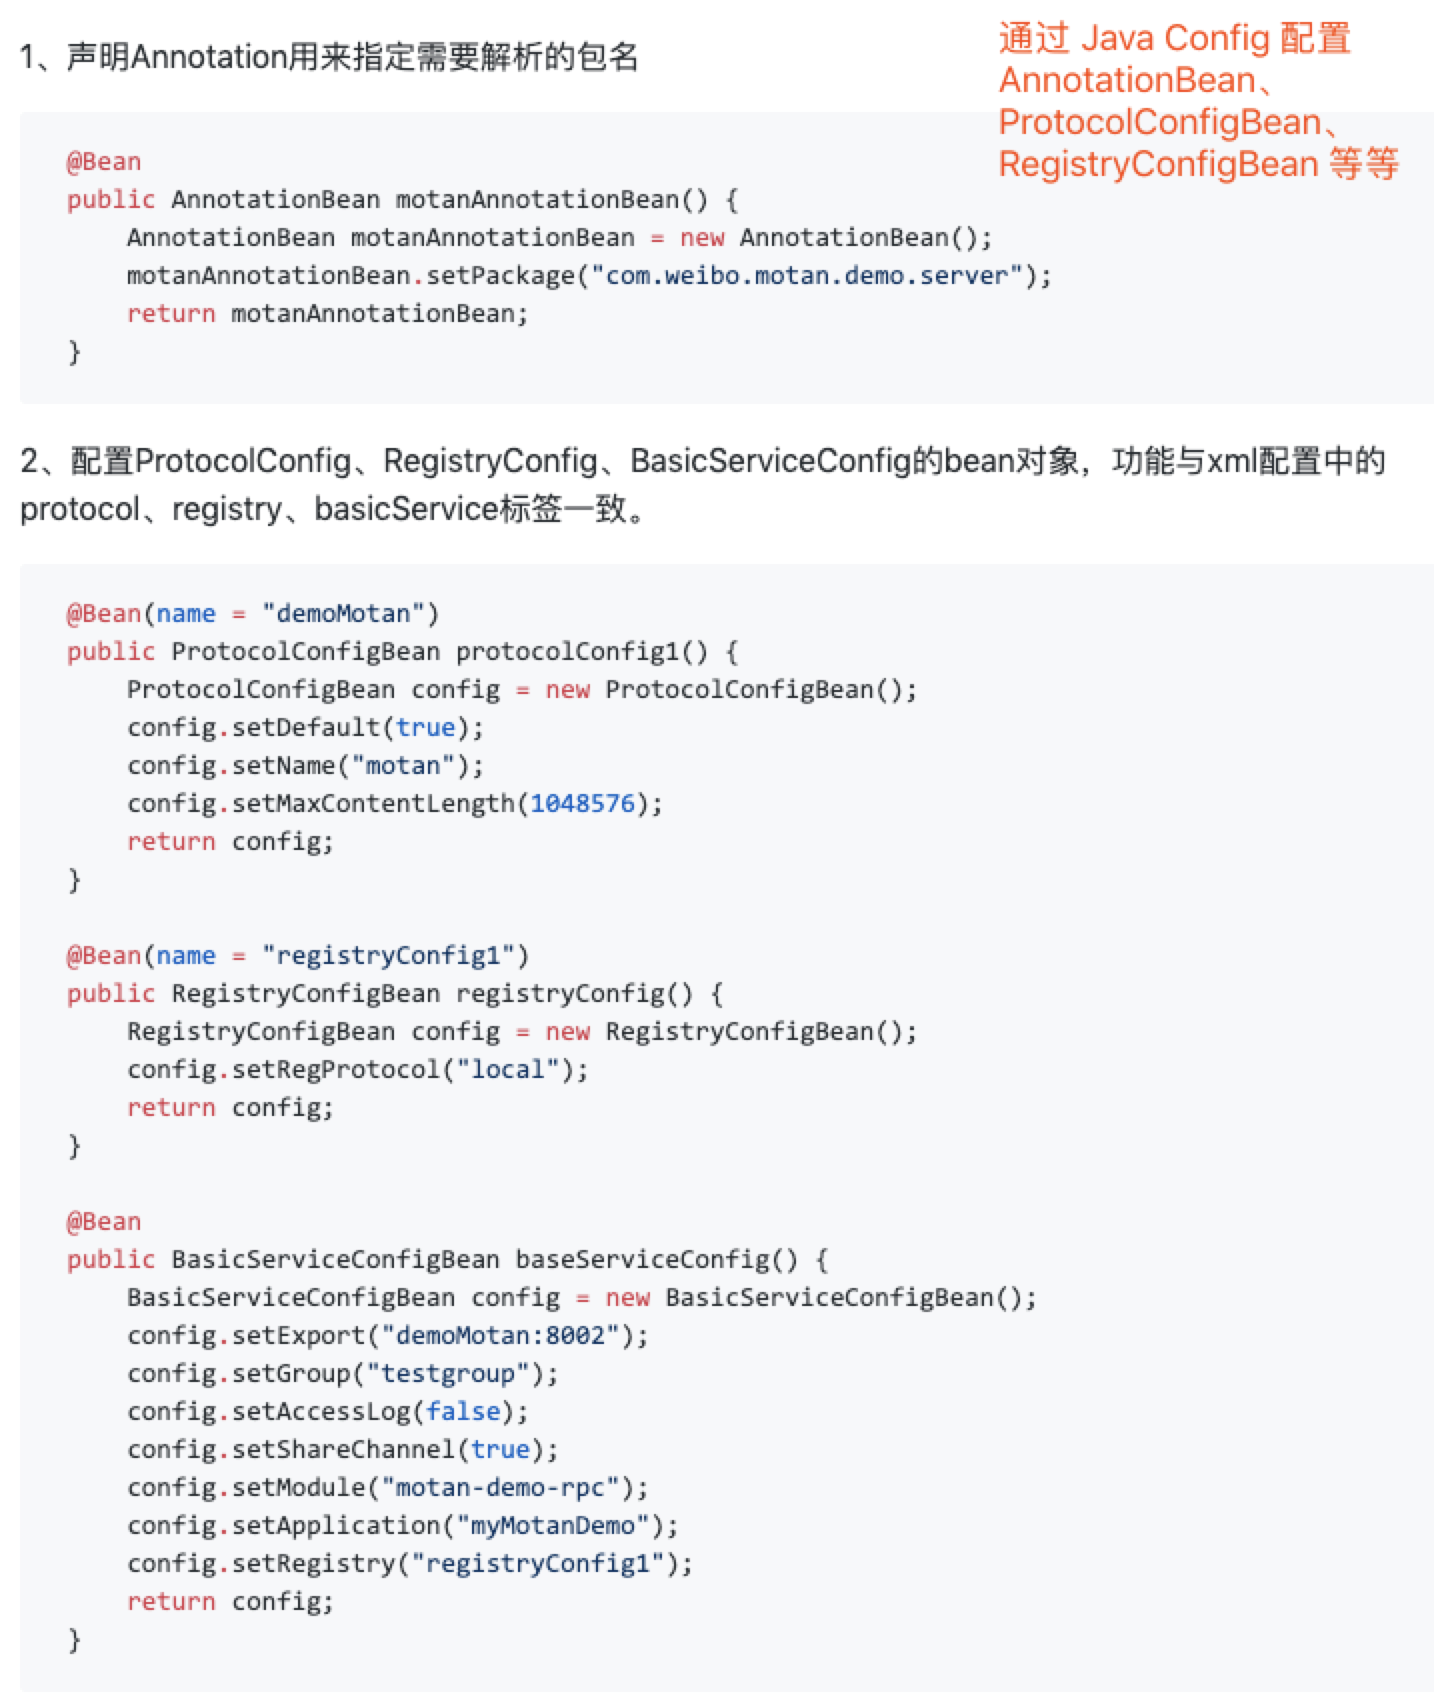 1、声明Annotation用来指定需要解析的包名
通过 Java Config 配置
AnnotationBean、
ProtocolConfigBean、
RegistryConfigBean 等等
@Bean
public AnnotationBean motanAnnotationBean() {
    AnnotationBean motanAnnotationBean = new AnnotationBean();
    motanAnnotationBean.setPackage("com.weibo.motan.demo.server");
    return motanAnnotationBean;
}
2、配置ProtocolConfig、RegistryConfig、BasicServiceConfig的bean对象，功能与xml配置中的
protocol、registry、basicService标签一致。
@Bean(name = "demoMotan")
public ProtocolConfigBean protocolConfig1() {
    ProtocolConfigBean config = new ProtocolConfigBean();
    config.setDefault(true);
    config.setName("motan");
    config.setMaxContentLength(1048576);
    return config;
}
@Bean(name = "registryConfig1")
public RegistryConfigBean registryConfig() {
    RegistryConfigBean config = new RegistryConfigBean();
    config.setRegProtocol("local");
    return config;
}
@Bean
public BasicServiceConfigBean baseServiceConfig() {
    BasicServiceConfigBean config = new BasicServiceConfigBean();
    config.setExport("demoMotan:8002");
    config.setGroup("testgroup");
    config.setAccessLog(false);
    config.setShareChannel(true);
    config.setModule("motan-demo-rpc");
    config.setApplication("myMotanDemo");
    config.setRegistry("registryConfig1");
    return config;
}